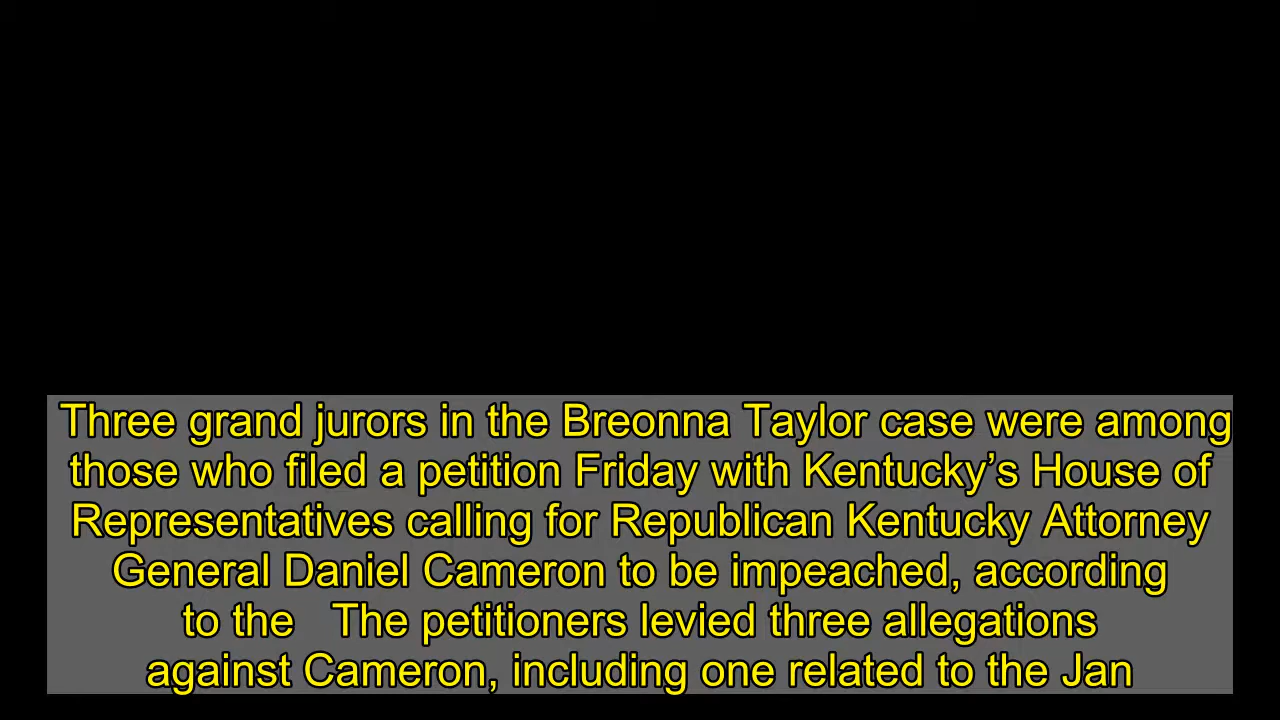 Three grand jurors in the Breonna Taylor case were among
those who filed a petition Friday with Kentucky’s House of
Representatives calling for Republican Kentucky Attorney
General Daniel Cameron to be impeached, according
to the   The petitioners levied three allegations
against Cameron, including one related to the Jan